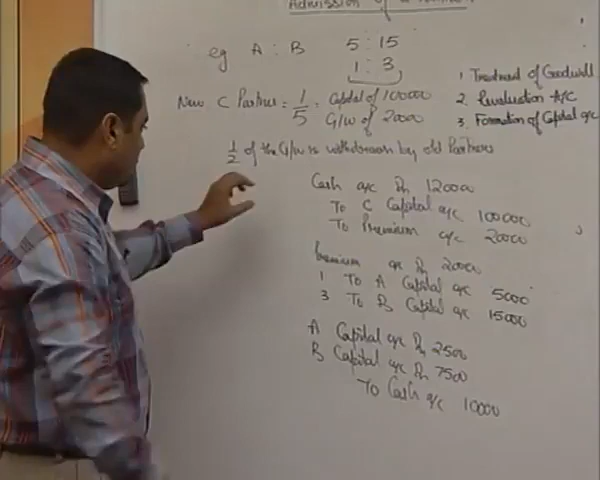 Admission of a
eg A : B 5 : 15
1 : 3
New C Partner = 1/5 = Capital of 100000
G/W of 20000
1 Treatment of Goodwill
2. Revaluation A/C
3. Formation of Capital a/c
1/2 of the G/W is withdrawn by old Partners
Cash a/c Dr 120000
To C Capital a/c 100000
To Premium a/c 20000
Premium a/c Dr 20000
1 To A Capital a/c 5000
3 To B Capital a/c 15000
A Capital a/c Dr 2500
B Capital a/c Dr 7500
To Cash a/c 10000